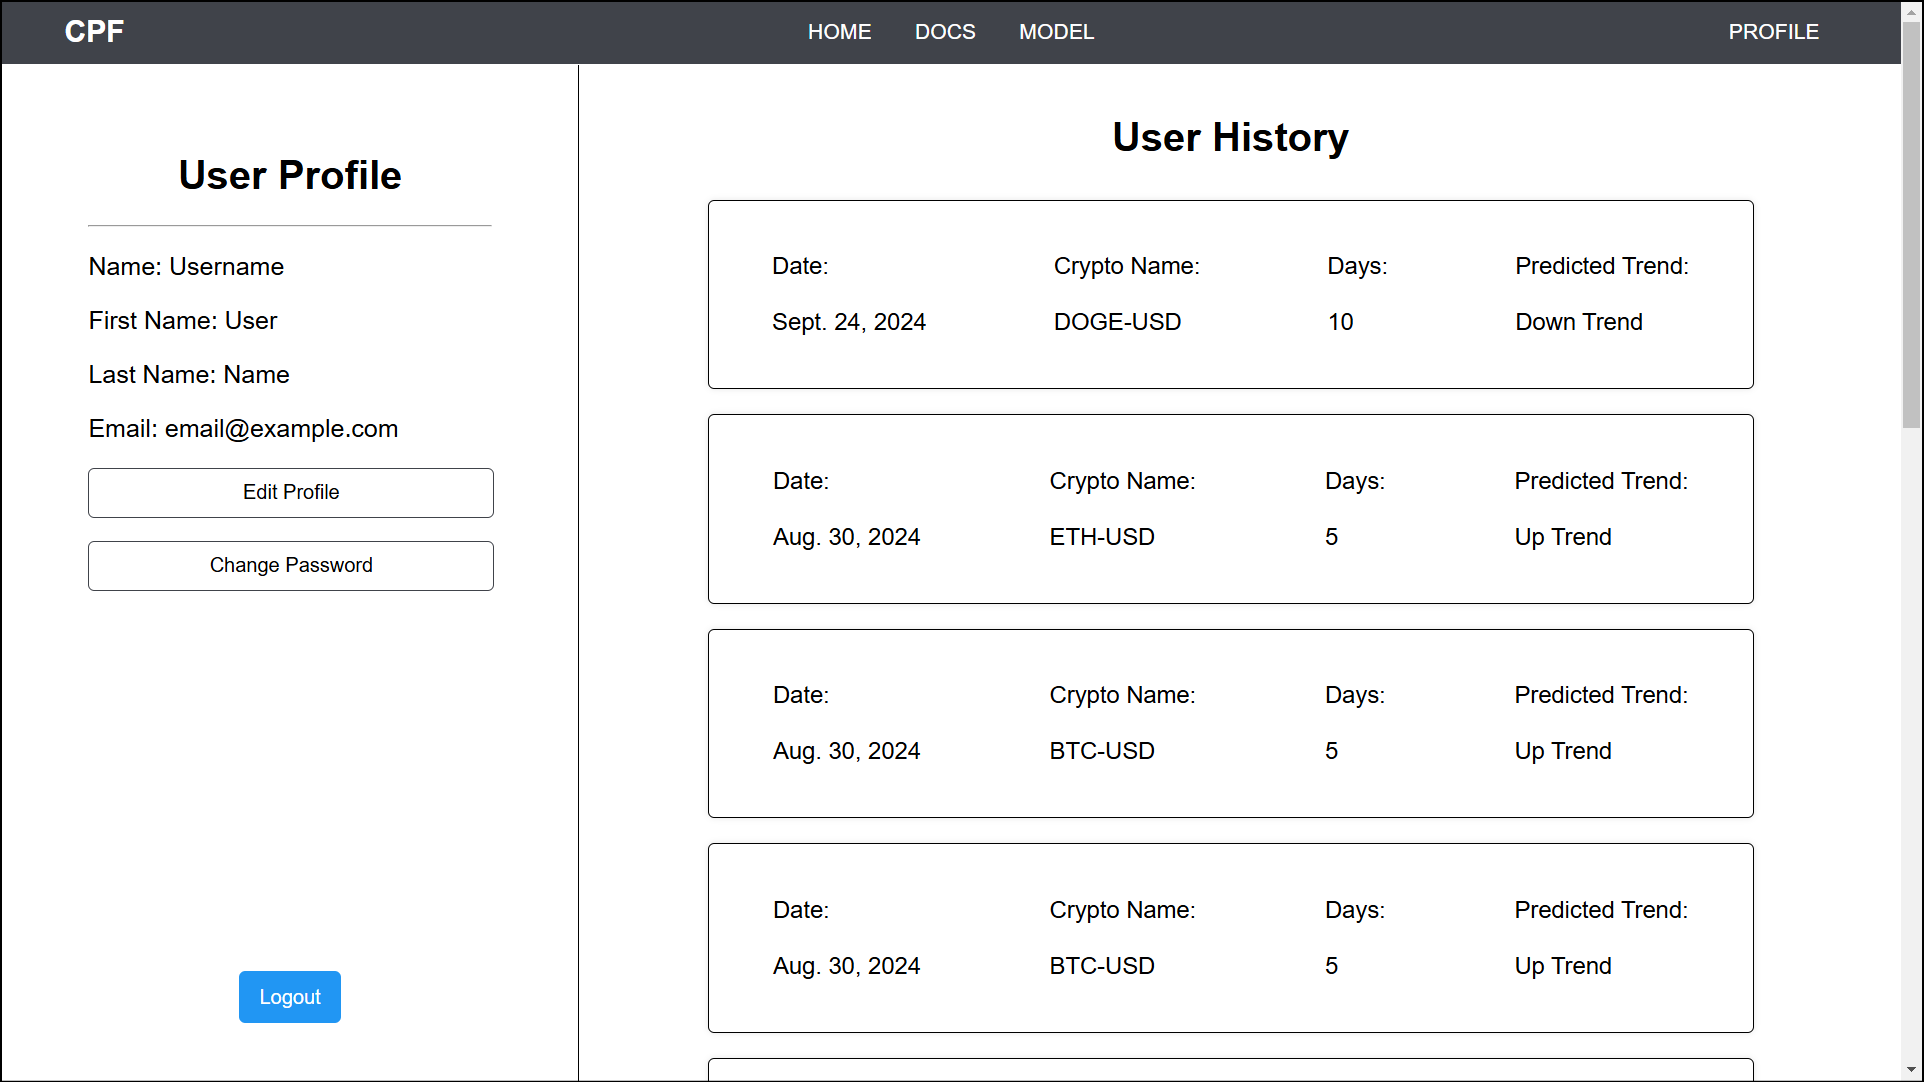 CPF HOME DOCS MODEL PROFILE
User Profile
Name: Username
First Name: User
Last Name: Name
Email: email@example.com
Edit Profile
Change Password
Logout
User History
Date: Crypto Name: Days: Predicted Trend:
Sept. 24, 2024 DOGE-USD 10 Down Trend
Date: Crypto Name: Days: Predicted Trend:
Aug. 30, 2024 ETH-USD 5 Up Trend
Date: Crypto Name: Days: Predicted Trend:
Aug. 30, 2024 BTC-USD 5 Up Trend
Date: Crypto Name: Days: Predicted Trend:
Aug. 30, 2024 BTC-USD 5 Up Trend